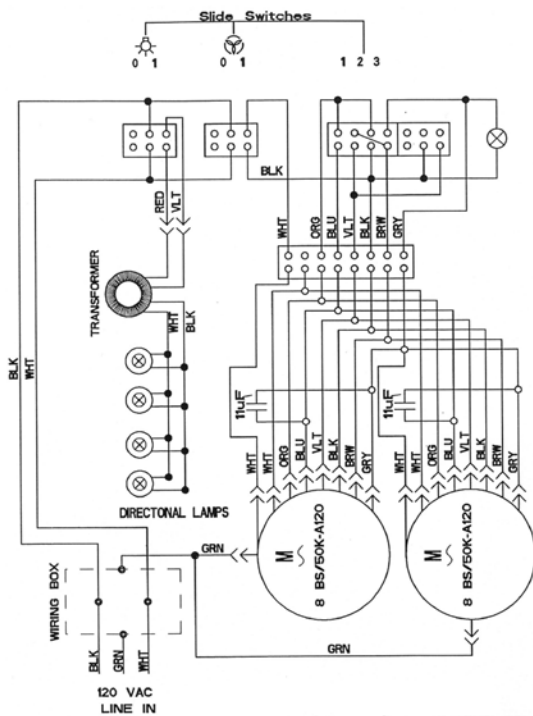 Slide Switches
0 1
0 1
1 2 3
BLK
RED
VLT
WHT
ORG
BLU
VLT
BLK
BRW
GRY
TRANSFORMER
WHT
BLK
BLK
WHT
11uF
11uF
WHT
WHT
ORG
BLU
VLT
BLK
BRW
GRY
WHT
WHT
ORG
BLU
VLT
BLK
BRW
GRY
DIRECTIONAL LAMPS
GRN
M
8 BS/50K-A120
M
8 BS/50K-A120
WIRING BOX
GRN
BLK
GRN
WHT
120 VAC
LINE IN